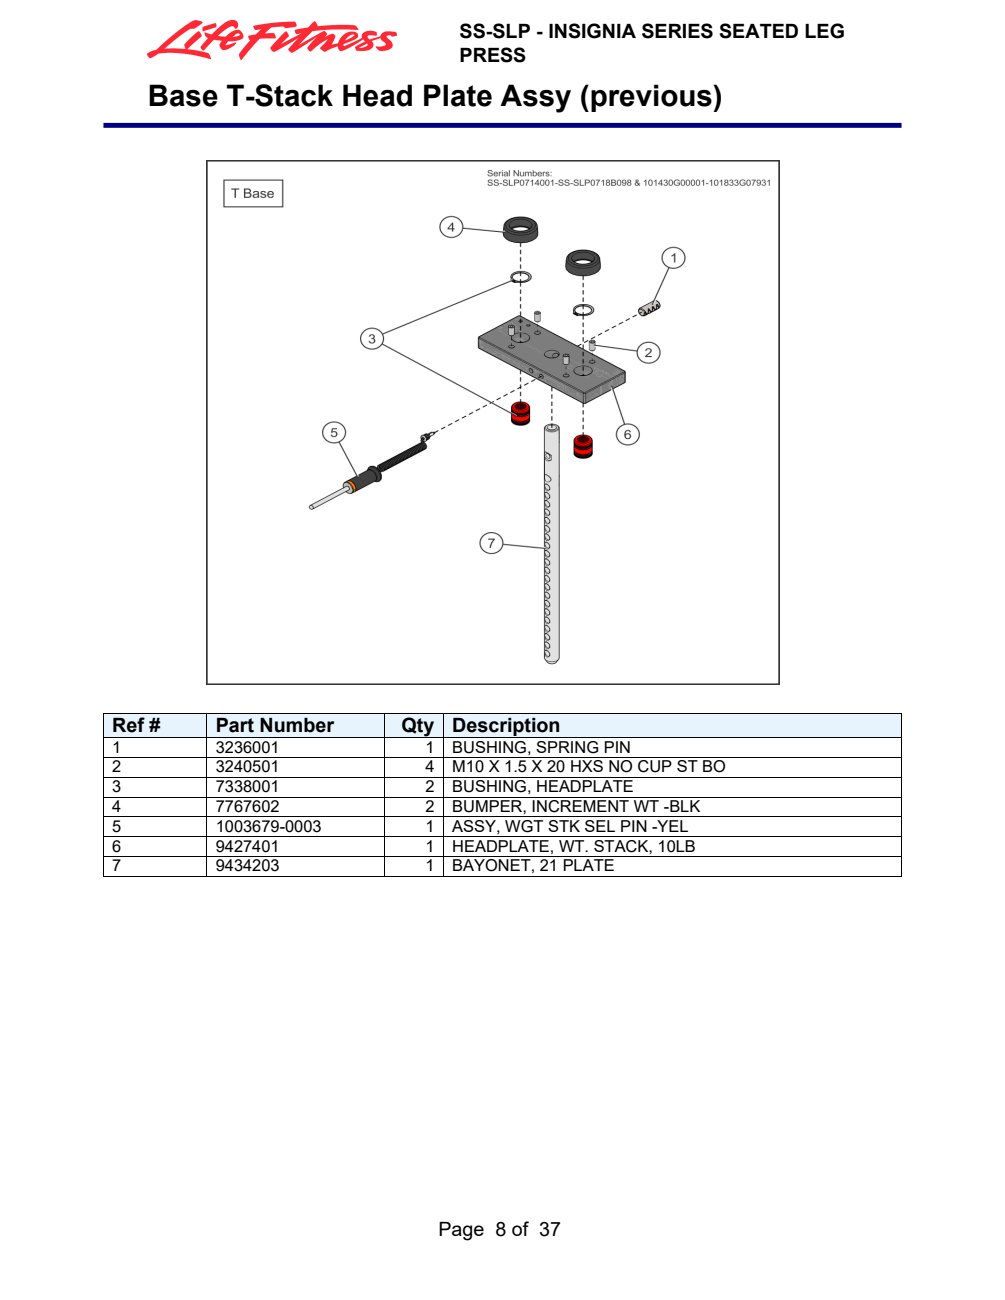 Life Fitness
SS-SLP - INSIGNIA SERIES SEATED LEG
PRESS
Base T-Stack Head Plate Assy (previous)
T Base
Serial Numbers:
SS-SLP0714001-SS-SLP0718B098 & 101430G00001-101833G07931
4
1
3
2
5
6
7
Ref # Part Number Qty Description
1 3236001 1 BUSHING, SPRING PIN
2 3240501 4 M10 X 1.5 X 20 HXS NO CUP ST BO
3 7338001 2 BUSHING, HEADPLATE
4 7767602 2 BUMPER, INCREMENT WT -BLK
5 1003679-0003 1 ASSY, WGT STK SEL PIN -YEL
6 9427401 1 HEADPLATE, WT. STACK, 10LB
7 9434203 1 BAYONET, 21 PLATE
Page 8 of 37